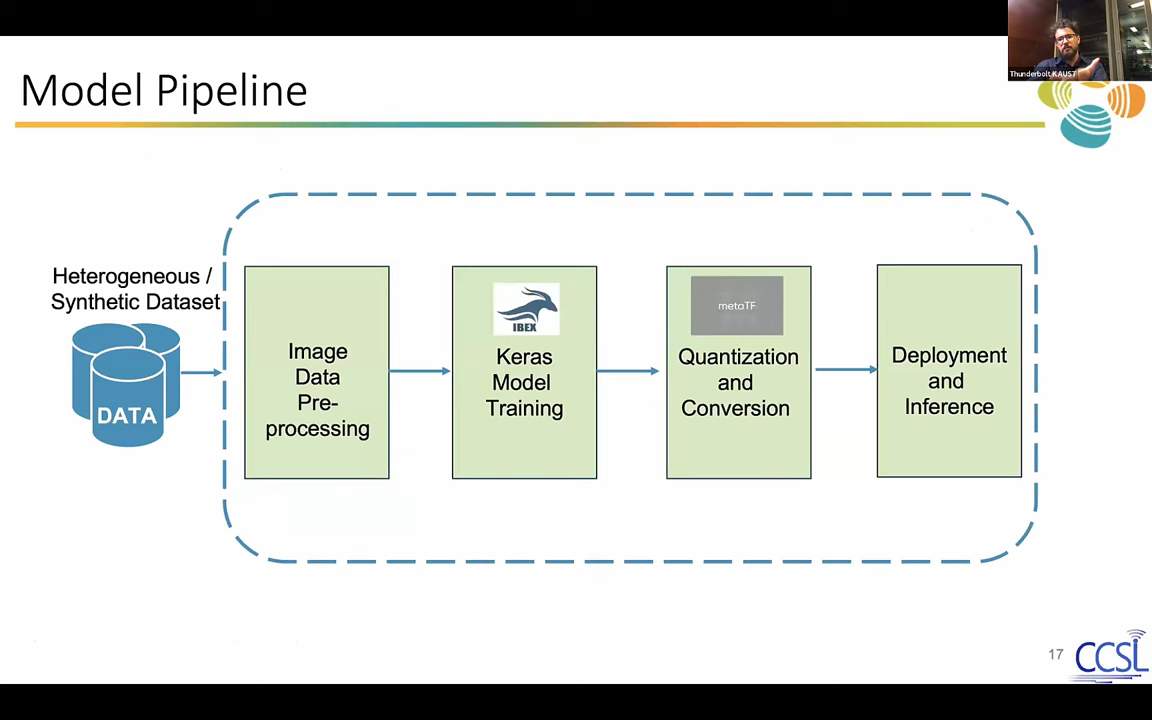 Thunderbolt KAUST
Model Pipeline
Heterogeneous /
Synthetic Dataset
DATA
Image
Data
Pre-
processing
IBEX
Keras
Model
Training
metaTF
Quantization
and
Conversion
Deployment
and
Inference
17
CCSL